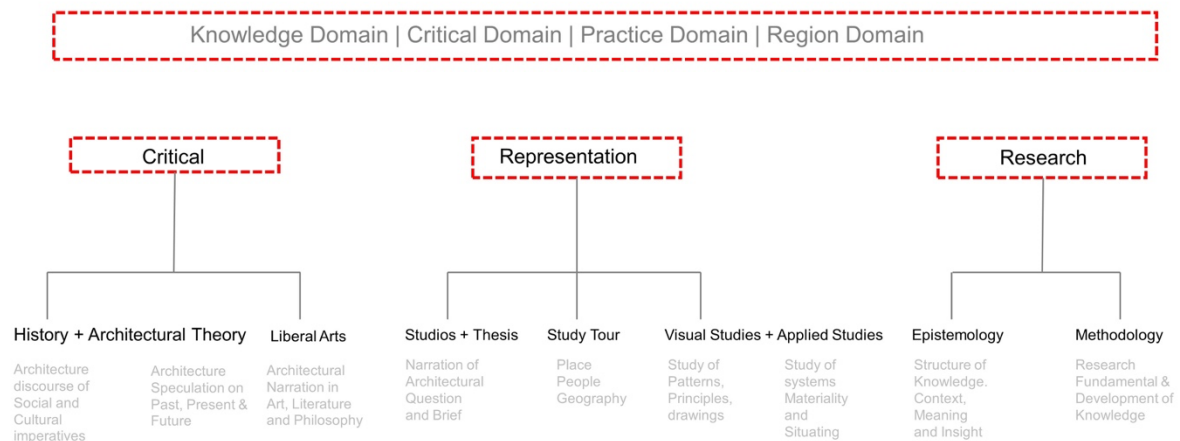 Knowledge Domain | Critical Domain | Practice Domain | Region Domain
Critical
Representation
Research
History + Architectural Theory
Architecture
discourse of
Social and
Cultural
imperatives
Architecture
Speculation on
Past, Present &
Future
Liberal Arts
Architectural
Narration in
Art, Literature
and Philosophy
Studios + Thesis
Narration of
Architectural
Question
and Brief
Study Tour
Place
People
Geography
Visual Studies + Applied Studies
Study of
Patterns,
Principles,
drawings
Study of
systems
Materiality
and
Situating
Epistemology
Structure of
Knowledge.
Context,
Meaning
and Insight
Methodology
Research
Fundamental &
Development of
Knowledge